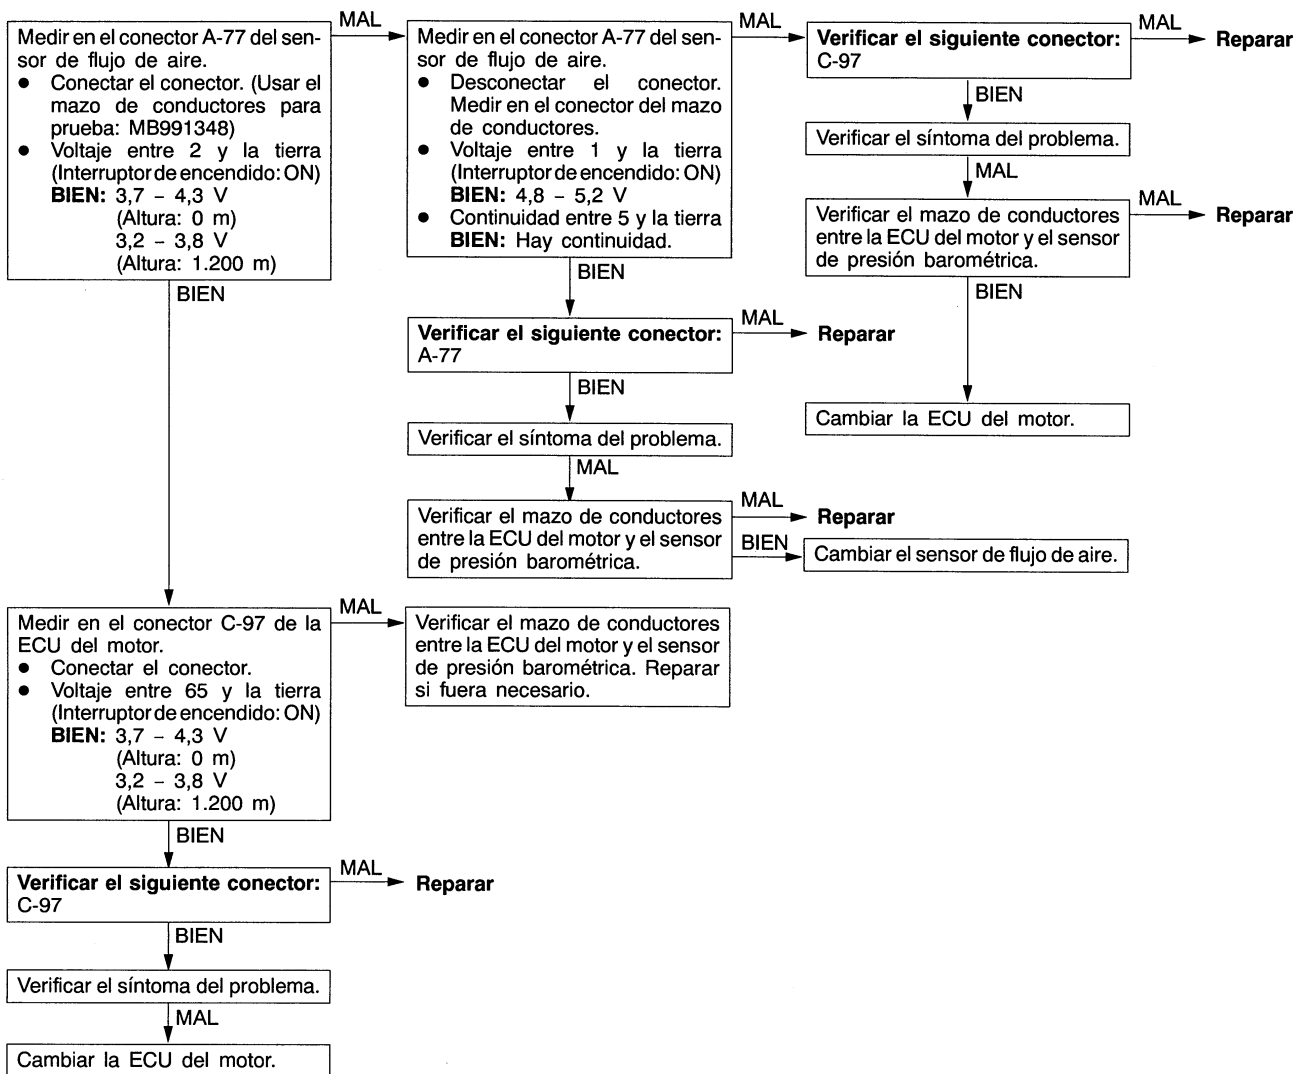 MAL
Medir en el conector A-77 del sen-
sor de flujo de aire.
● Conectar el conector. (Usar el
mazo de conductores para
prueba: MB991348)
● Voltaje entre 2 y la tierra
(Interruptor de encendido: ON)
BIEN: 3,7 – 4,3 V
(Altura: 0 m)
3,2 – 3,8 V
(Altura: 1.200 m)
BIEN
MAL
Medir en el conector A-77 del sen-
sor de flujo de aire.
● Desconectar el conector.
Medir en el conector del mazo
de conductores.
● Voltaje entre 1 y la tierra
(Interruptor de encendido: ON)
BIEN: 4,8 – 5,2 V
● Continuidad entre 5 y la tierra
BIEN: Hay continuidad.
BIEN
MAL
Verificar el siguiente conector:
C-97
Reparar
BIEN
Verificar el síntoma del problema.
MAL
Verificar el mazo de conductores
entre la ECU del motor y el sensor
de presión barométrica.
MAL
Reparar
BIEN
Cambiar la ECU del motor.
Verificar el siguiente conector:
A-77
MAL
Reparar
BIEN
Verificar el síntoma del problema.
MAL
Verificar el mazo de conductores
entre la ECU del motor y el sensor
de presión barométrica.
MAL
Reparar
BIEN
Cambiar el sensor de flujo de aire.
Medir en el conector C-97 de la
ECU del motor.
● Conectar el conector.
● Voltaje entre 65 y la tierra
(Interruptor de encendido: ON)
BIEN: 3,7 – 4,3 V
(Altura: 0 m)
3,2 – 3,8 V
(Altura: 1.200 m)
MAL
Verificar el mazo de conductores
entre la ECU del motor y el sensor
de presión barométrica. Reparar
si fuera necesario.
BIEN
Verificar el siguiente conector:
C-97
MAL
Reparar
BIEN
Verificar el síntoma del problema.
MAL
Cambiar la ECU del motor.